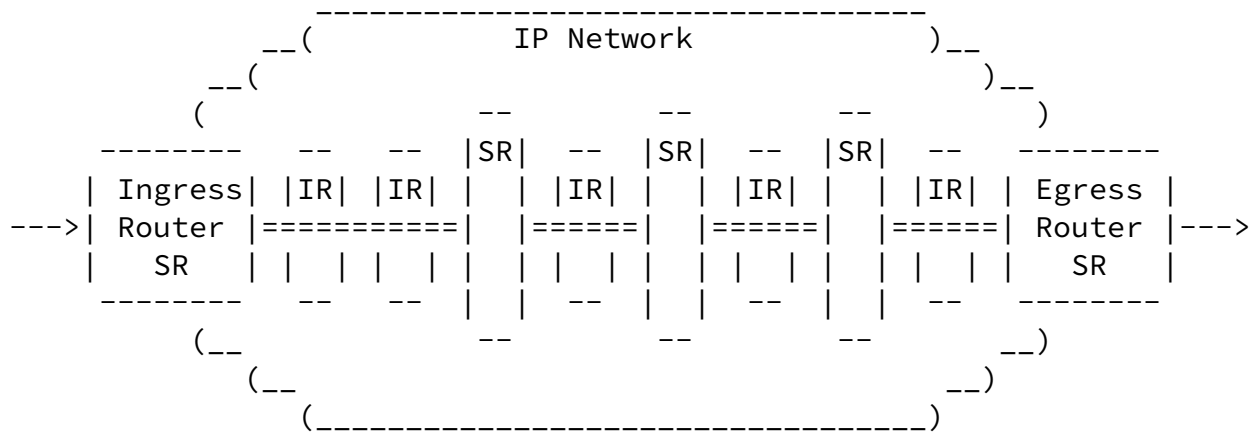 IP Network
SR SR SR
Ingress IR IR IR IR IR Egress
Router Router
SR SR